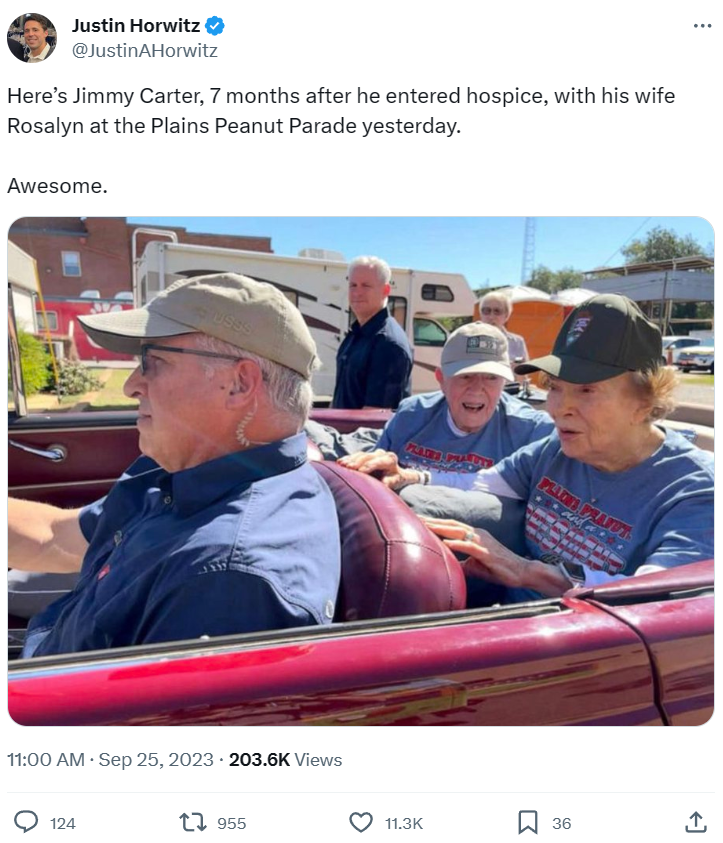 Justin Horwitz
@JustinAHorwitz
Here’s Jimmy Carter, 7 months after he entered hospice, with his wife
Rosalyn at the Plains Peanut Parade yesterday.
Awesome.
PLAINS PEANUT
PLAINS PEANUT
11:00 AM · Sep 25, 2023 · 203.6K Views
124
955
11.3K
36